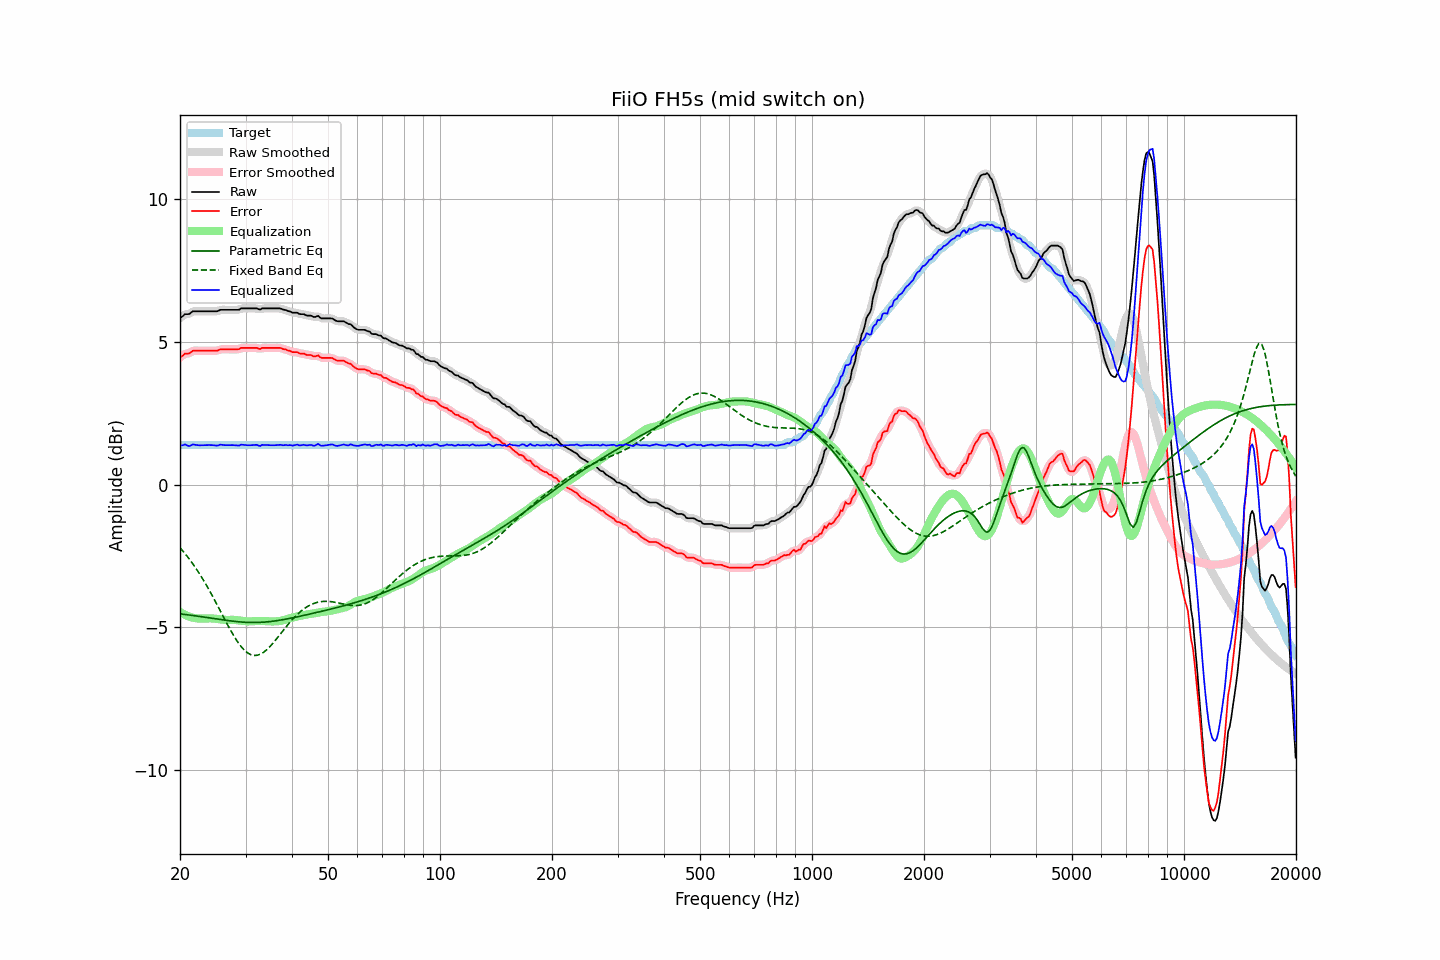 FiiO FH5s (mid switch on)
Target
Raw Smoothed
Error Smoothed
Raw
Error
Equalization
Parametric Eq
Fixed Band Eq
Equalized
Amplitude (dBr)
10
5
0
−5
−10
20 50 100 200 500 1000 2000 5000 10000 20000
Frequency (Hz)